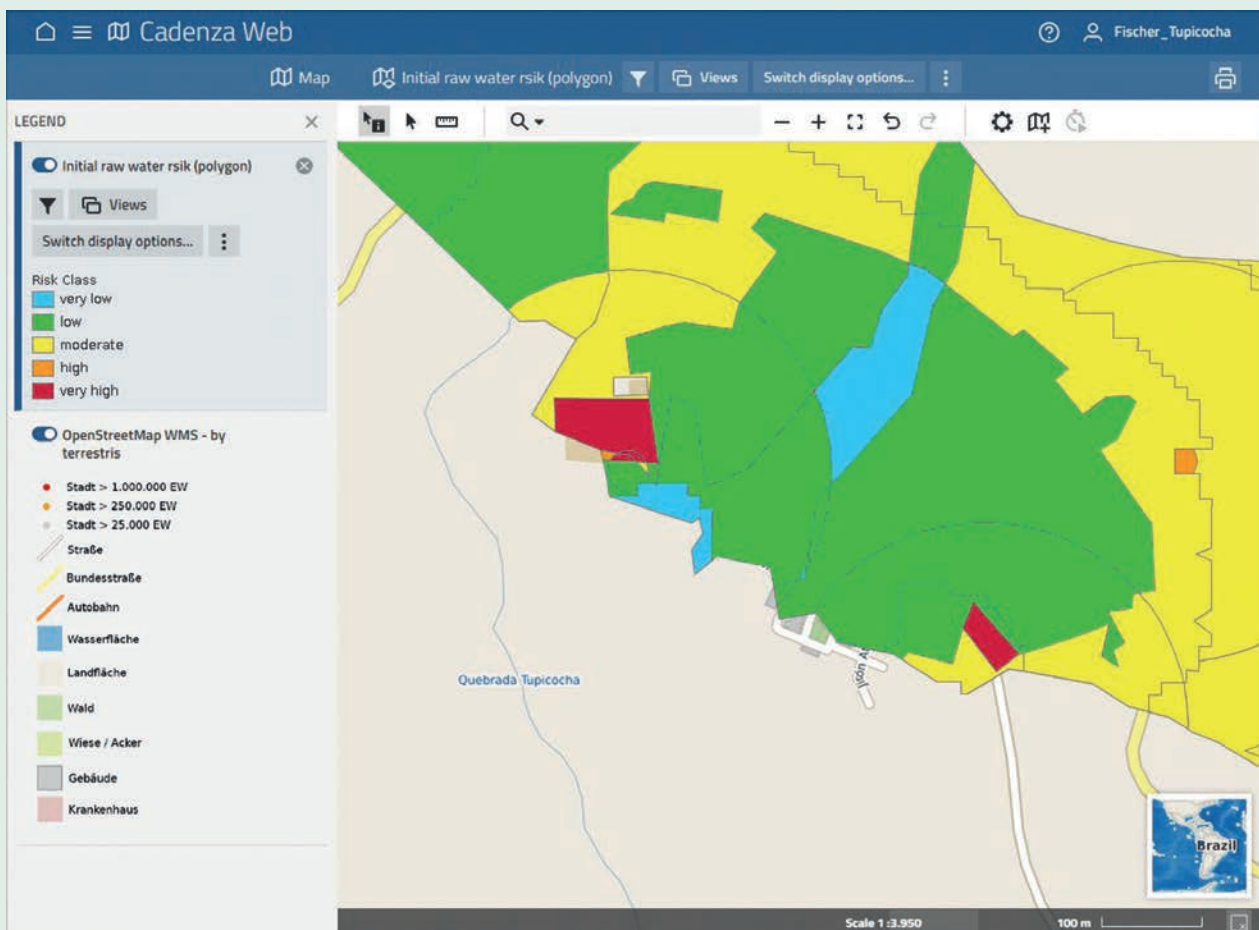 Cadenza Web
Fischer_Tupicocha
Map
Initial raw water rsik (polygon)
Views
Switch display options...
LEGEND
Initial raw water rsik (polygon)
Views
Switch display options...
Risk Class
very low
low
moderate
high
very high
OpenStreetMap WMS - by
terrestris
Stadt > 1.000.000 EW
Stadt > 250.000 EW
Stadt > 25.000 EW
Straße
Bundesstraße
Autobahn
Wasserfläche
Landfläche
Wald
Wiese / Acker
Gebäude
Krankenhaus
Quebrada Tupicocha
Brazil
Scale 1 :3.950
100 m